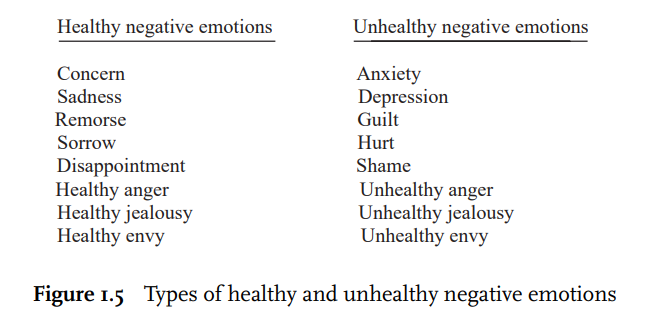 Healthy negative emotions Unhealthy negative emotions
Concern Anxiety
Sadness Depression
Remorse Guilt
Sorrow Hurt
Disappointment Shame
Healthy anger Unhealthy anger
Healthy jealousy Unhealthy jealousy
Healthy envy Unhealthy envy
Figure 1.5 Types of healthy and unhealthy negative emotions